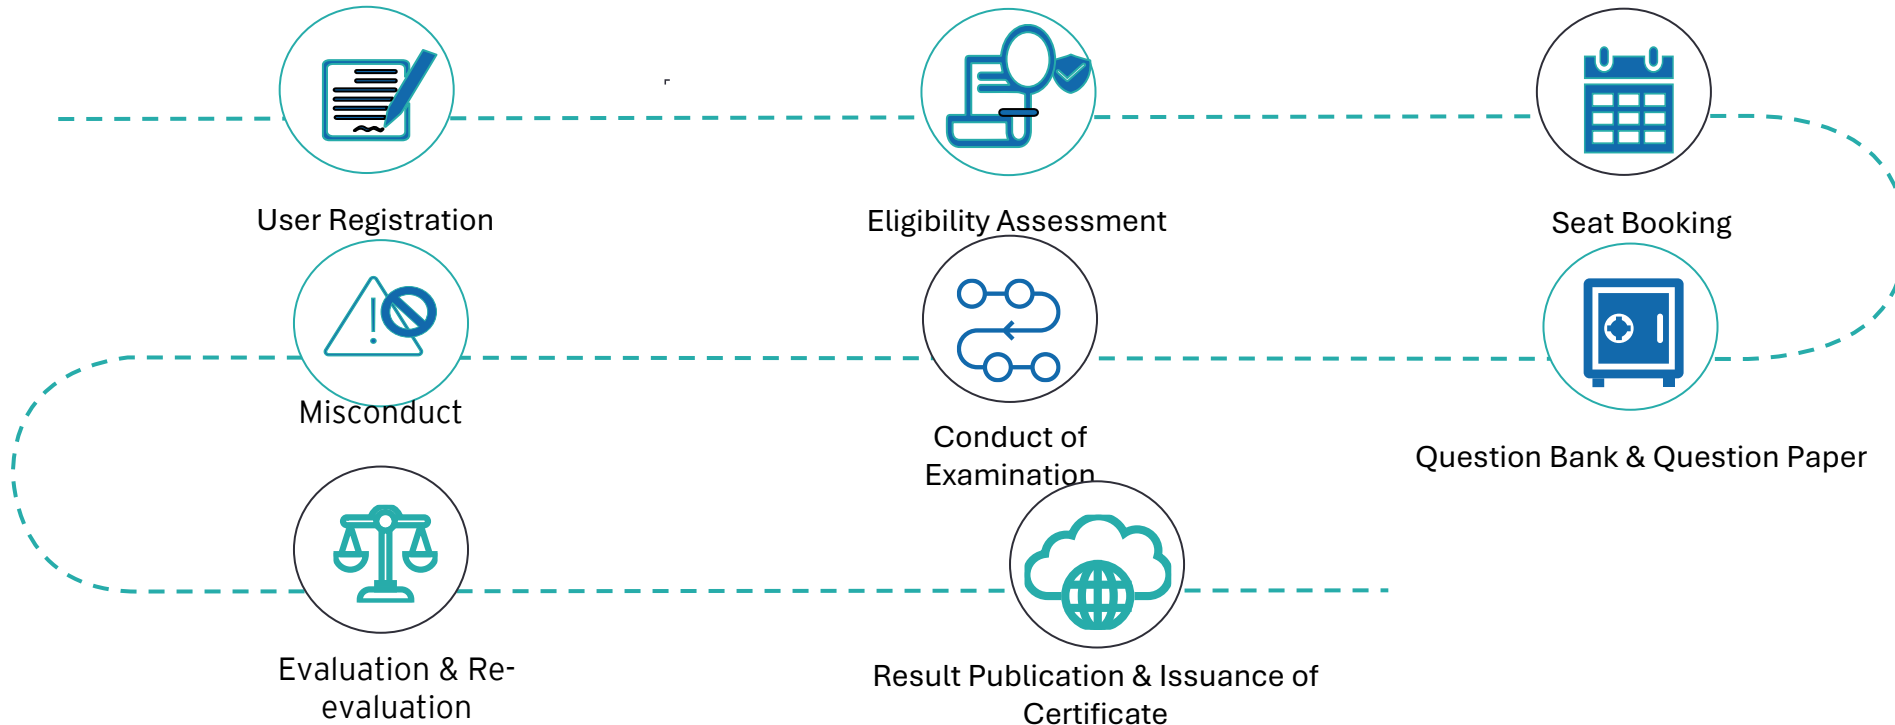 User Registration
Eligibility Assessment
Seat Booking
Misconduct
Conduct of
Examination
Question Bank & Question Paper
Evaluation & Re-
evaluation
Result Publication & Issuance of
Certificate